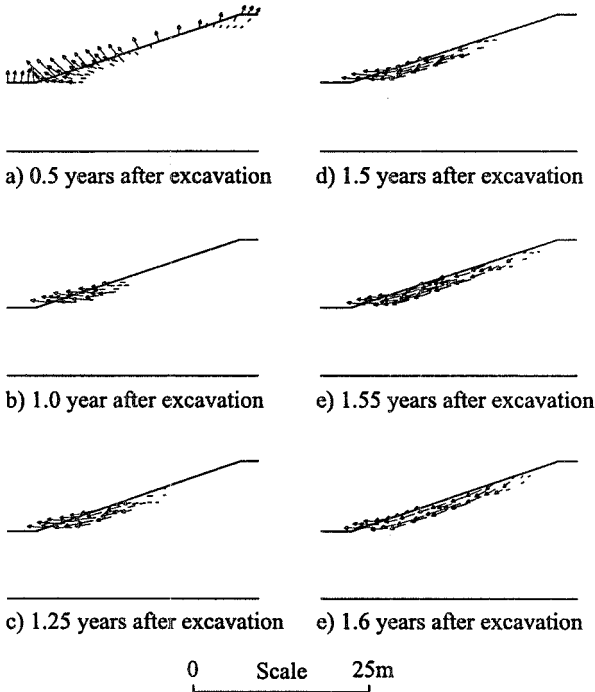 a) 0.5 years after excavation
d) 1.5 years after excavation
b) 1.0 year after excavation
e) 1.55 years after excavation
c) 1.25 years after excavation
e) 1.6 years after excavation
0 Scale 25m